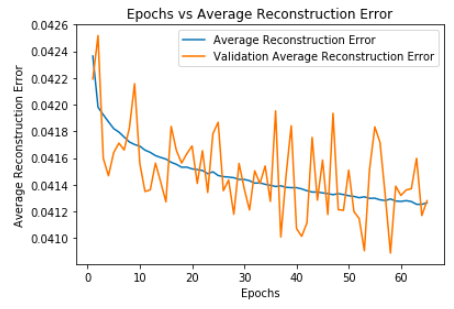 Epochs vs Average Reconstruction Error
Average Reconstruction Error
Validation Average Reconstruction Error
Average Reconstruction Error
0.0426
0.0424
0.0422
0.0420
0.0418
0.0416
0.0414
0.0412
0.0410
0 10 20 30 40 50 60
Epochs